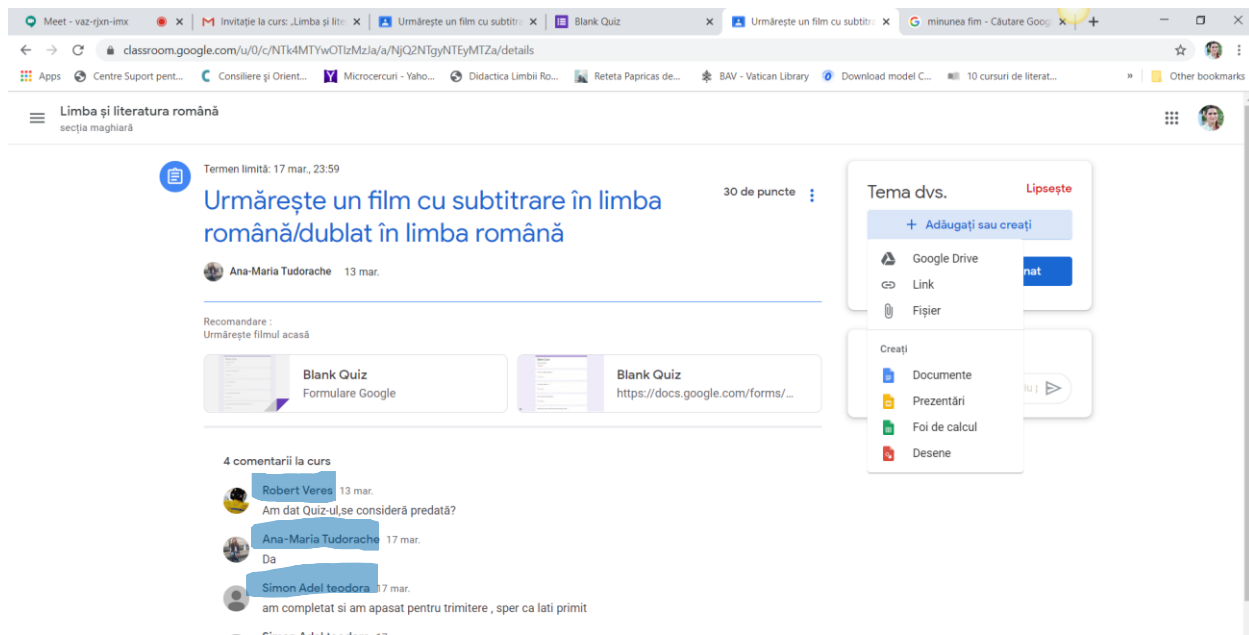 Meet - vaz-rjxn-imx
Invitație la curs: „Limba și liter
Urmărește un film cu subtitra
Blank Quiz
Urmărește un film cu subtitra
minunea fim - Căutare Goog
classroom.google.com/u/0/c/NTk4MTYwOTIzMzJa/a/NjQ2NTgyNTEyMTZa/details
Apps
Centre Suport pent...
Consiliere și Orient...
Microcercuri - Yaho...
Didactica Limbii Ro...
Reteta Papricas de...
BAV - Vatican Library
Download model C...
10 cursuri de literat...
»
Other bookmarks
Limba și literatura română
secția maghiară
Termen limită: 17 mar., 23:59
Urmărește un film cu subtitrare în limba
română/dublat în limba română
30 de puncte
Ana-Maria Tudorache 13 mar.
Recomandare :
Urmărește filmul acasă
Blank Quiz
Formulare Google
Blank Quiz
https://docs.google.com/forms/...
4 comentarii la curs
Robert Veres 13 mar.
Am dat Quiz-ul,se consideră predată?
Ana-Maria Tudorache 17 mar.
Da
Simon Adel teodora 17 mar.
am completat si am apasat pentru trimitere , sper ca lati primit
Simon Adel teodora 17
Tema dvs.
Lipsește
+ Adăugați sau creați
Google Drive
Link
Fișier
nat
Creați
Documente
Prezentări
Foi de calcul
Desene